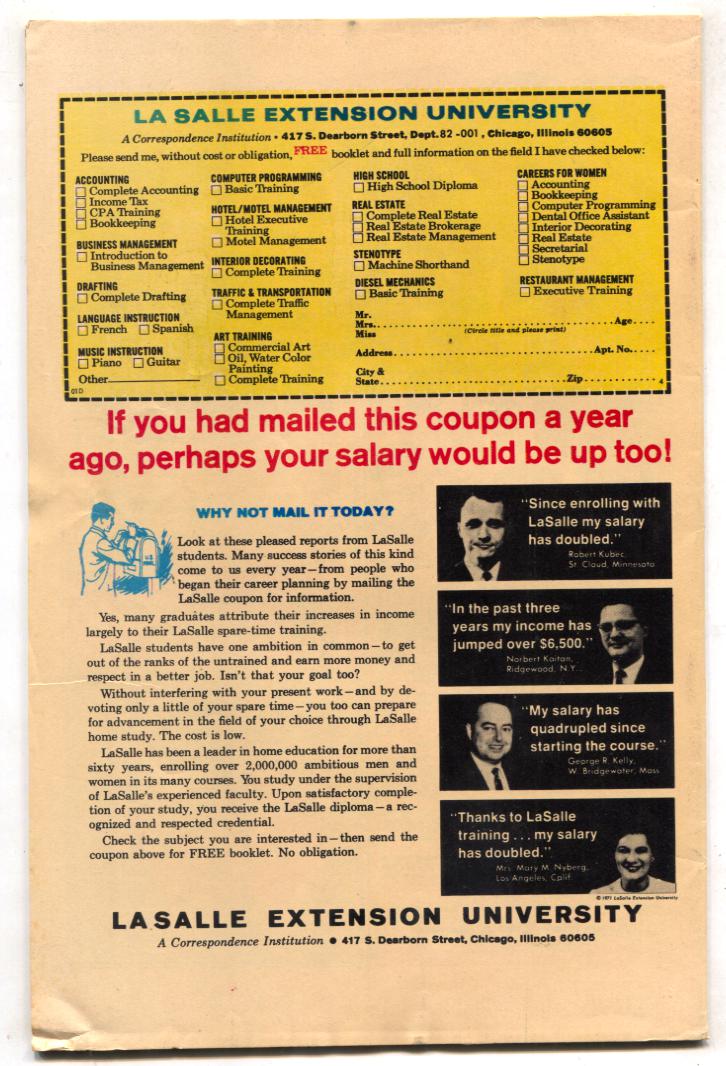 LA SALLE EXTENSION UNIVERSITY
A Correspondence Institution • 417 S. Dearborn Street, Dept. 82 -001 , Chicago, Illinois 60605
Please send me, without cost or obligation, FREE booklet and full information on the field I have checked below:
ACCOUNTING
Complete Accounting
Income Tax
CPA Training
Bookkeeping
BUSINESS MANAGEMENT
Introduction to
Business Management
DRAFTING
Complete Drafting
LANGUAGE INSTRUCTION
French Spanish
MUSIC INSTRUCTION
Piano Guitar
Other
01D
COMPUTER PROGRAMMING
Basic Training
HOTEL/MOTEL MANAGEMENT
Hotel Executive
Training
Motel Management
INTERIOR DECORATING
Complete Training
TRAFFIC & TRANSPORTATION
Complete Traffic
Management
ART TRAINING
Commercial Art
Oil, Water Color
Painting
Complete Training
HIGH SCHOOL
High School Diploma
REAL ESTATE
Complete Real Estate
Real Estate Brokerage
Real Estate Management
STENOTYPE
Machine Shorthand
DIESEL MECHANICS
Basic Training
CAREERS FOR WOMEN
Accounting
Bookkeeping
Computer Programming
Dental Office Assistant
Interior Decorating
Real Estate
Secretarial
Stenotype
RESTAURANT MANAGEMENT
Executive Training
Mr.
Mrs. Age
Miss (Circle title and please print)
Address Apt. No.
City &
State Zip 4
If you had mailed this coupon a year
ago, perhaps your salary would be up too!
WHY NOT MAIL IT TODAY?
Look at these pleased reports from LaSalle
students. Many success stories of this kind
come to us every year—from people who
began their career planning by mailing the
LaSalle coupon for information.
Yes, many graduates attribute their increases in income
largely to their LaSalle spare-time training.
LaSalle students have one ambition in common—to get
out of the ranks of the untrained and earn more money and
respect in a better job. Isn't that your goal too?
Without interfering with your present work—and by de-
voting only a little of your spare time—you too can prepare
for advancement in the field of your choice through LaSalle
home study. The cost is low.
LaSalle has been a leader in home education for more than
sixty years, enrolling over 2,000,000 ambitious men and
women in its many courses. You study under the supervision
of LaSalle's experienced faculty. Upon satisfactory comple-
tion of your study, you receive the LaSalle diploma—a rec-
ognized and respected credential.
Check the subject you are interested in—then send the
coupon above for FREE booklet. No obligation.
"Since enrolling with
LaSalle my salary
has doubled."
Robert Kubec,
St. Cloud, Minnesota
"In the past three
years my income has
jumped over $6,500."
Norbert Kaitan,
Ridgewood, N.Y.
"My salary has
quadrupled since
starting the course."
George R. Kelly,
W. Bridgewater, Mass
"Thanks to LaSalle
training . . . my salary
has doubled."
Mrs. Mary M. Nyberg,
Los Angeles, Calif.
© 1971 LaSalle Extension University
LASALLE EXTENSION UNIVERSITY
A Correspondence Institution • 417 S. Dearborn Street, Chicago, Illinois 60605